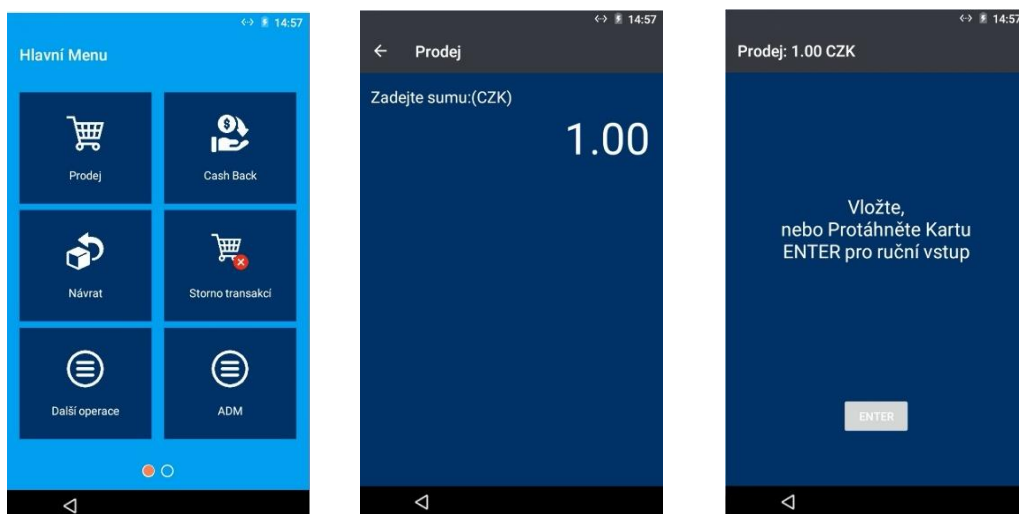 14:57
Hlavní Menu
Prodej
Cash Back
Návrat
Storno transakcí
Další operace
ADM
14:57
Prodej
Zadejte sumu:(CZK)
1.00
14:57
Prodej: 1.00 CZK
Vložte,
nebo Protáhněte Kartu
ENTER pro ruční vstup
ENTER